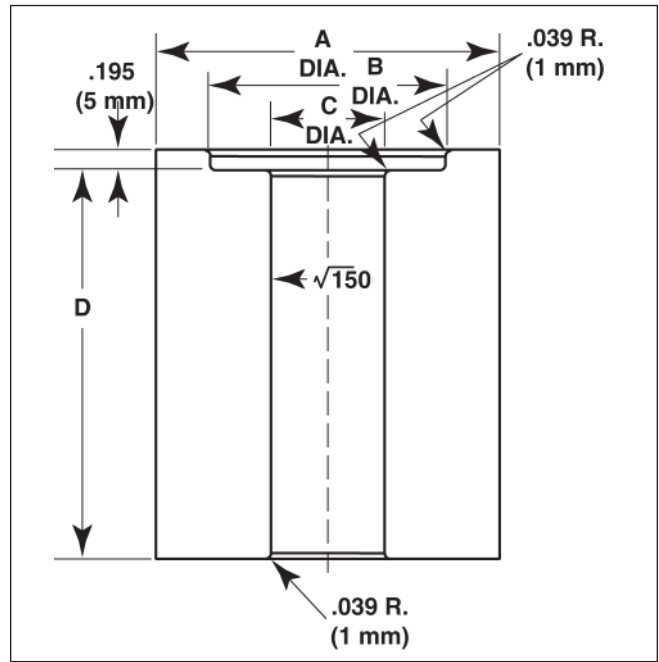 A
DIA.
.039 R.
(1 mm)
.195
(5 mm)
B
DIA.
C
DIA.
√150
D
.039 R.
(1 mm)